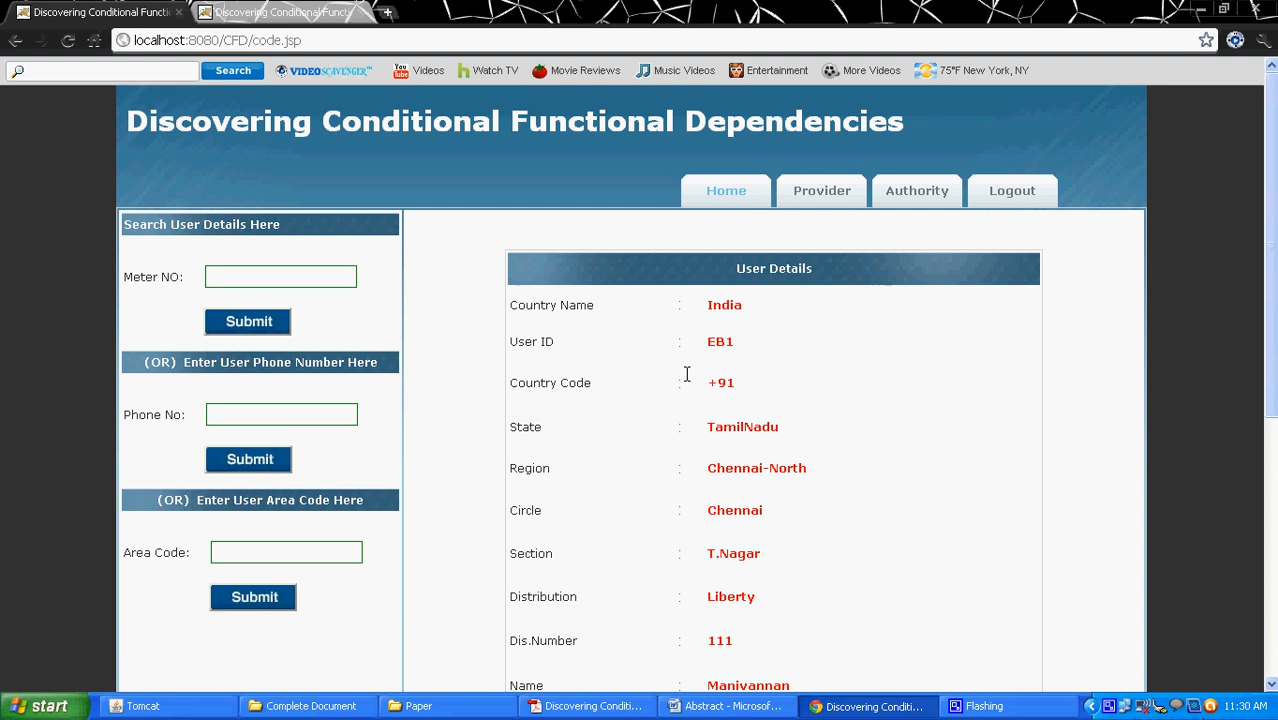 Discovering Conditional Functi
Discovering Conditional Functi
localhost:8080/CFD/code.jsp
Search
VIDEOSCAVENGER™
You Tube Videos
Watch TV
Movie Reviews
Music Videos
Entertainment
More Videos
75°F New York, NY
Discovering Conditional Functional Dependencies
Home Provider Authority Logout
Search User Details Here
Meter NO:
Submit
(OR) Enter User Phone Number Here
Phone No:
Submit
(OR) Enter User Area Code Here
Area Code:
Submit
User Details
Country Name : India
User ID : EB1
Country Code : +91
State : TamilNadu
Region : Chennai-North
Circle : Chennai
Section : T.Nagar
Distribution : Liberty
Dis.Number : 111
Name : Manivannan
start
Tomcat
Complete Document
Paper
Discovering Conditi...
Abstract - Microsof...
Discovering Conditi...
Flashing
11:30 AM